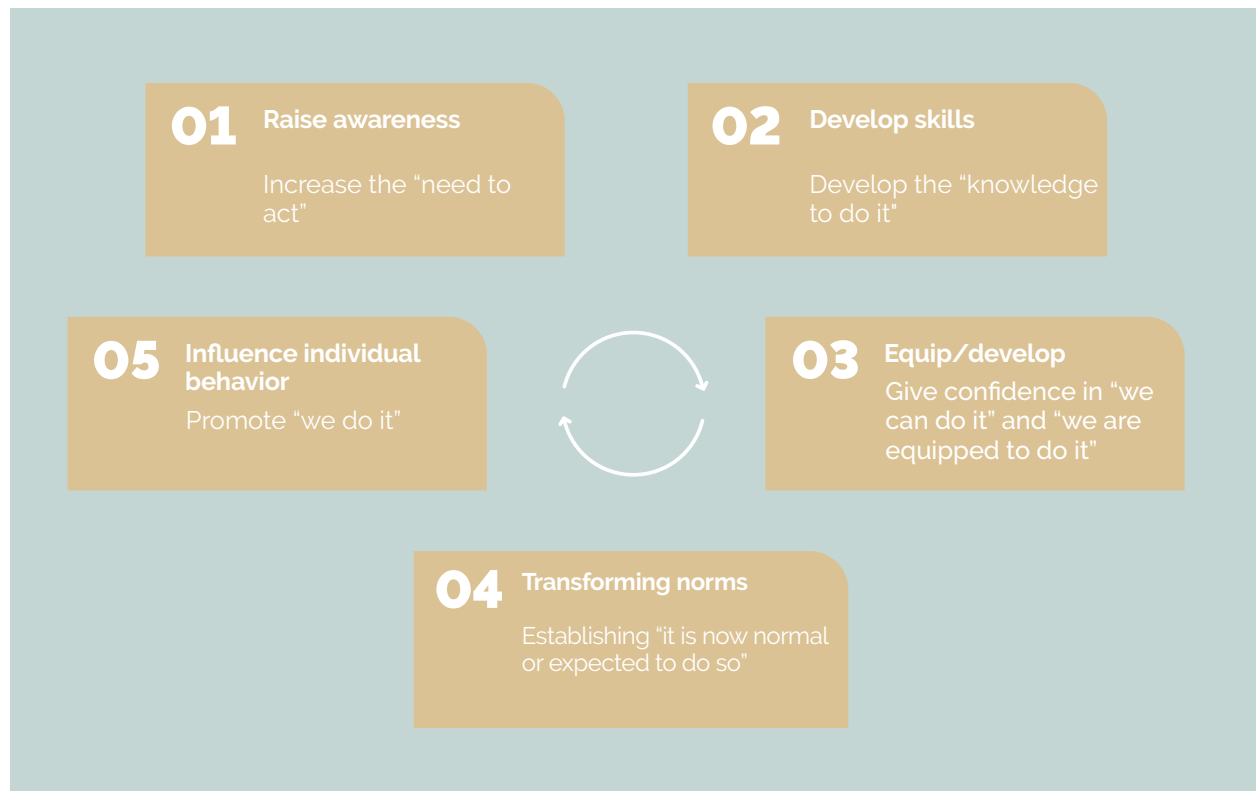 01
Raise awareness
Increase the “need to
act”
02
Develop skills
Develop the “knowledge
to do it"
03
Equip/develop
Give confidence in “we
can do it” and “we are
equipped to do it”
04
Transforming norms
Establishing “it is now normal
or expected to do so”
05
Influence individual
behavior
Promote “we do it”